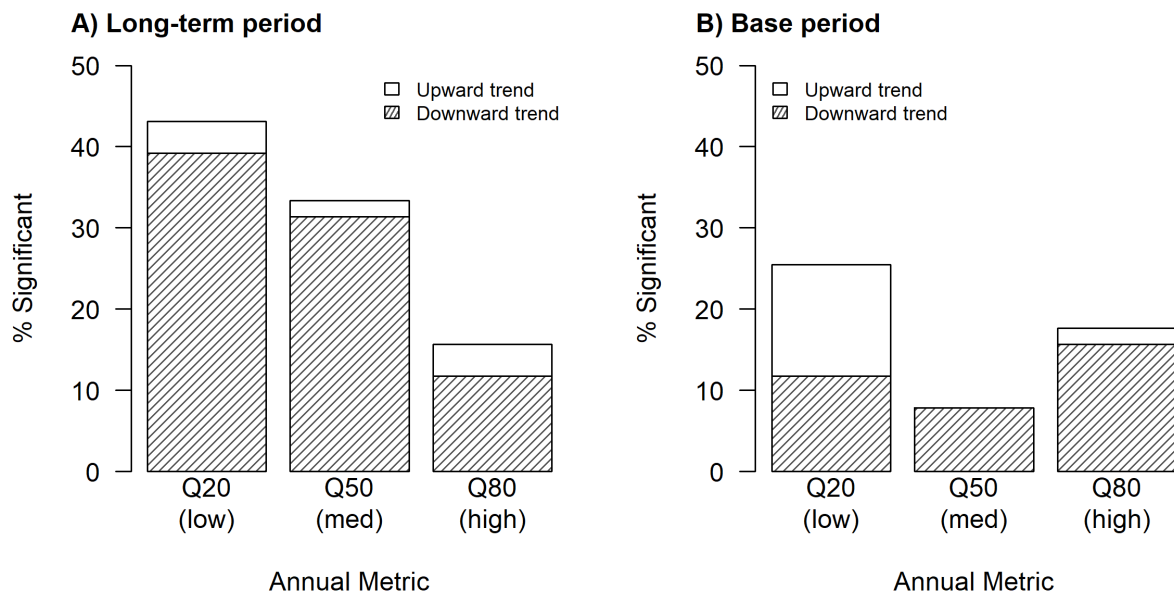 A) Long-term period
50
40
30
20
10
0
% Significant
Upward trend
Downward trend
Q20
(low)
Q50
(med)
Q80
(high)
Annual Metric
B) Base period
50
40
30
20
10
0
% Significant
Upward trend
Downward trend
Q20
(low)
Q50
(med)
Q80
(high)
Annual Metric